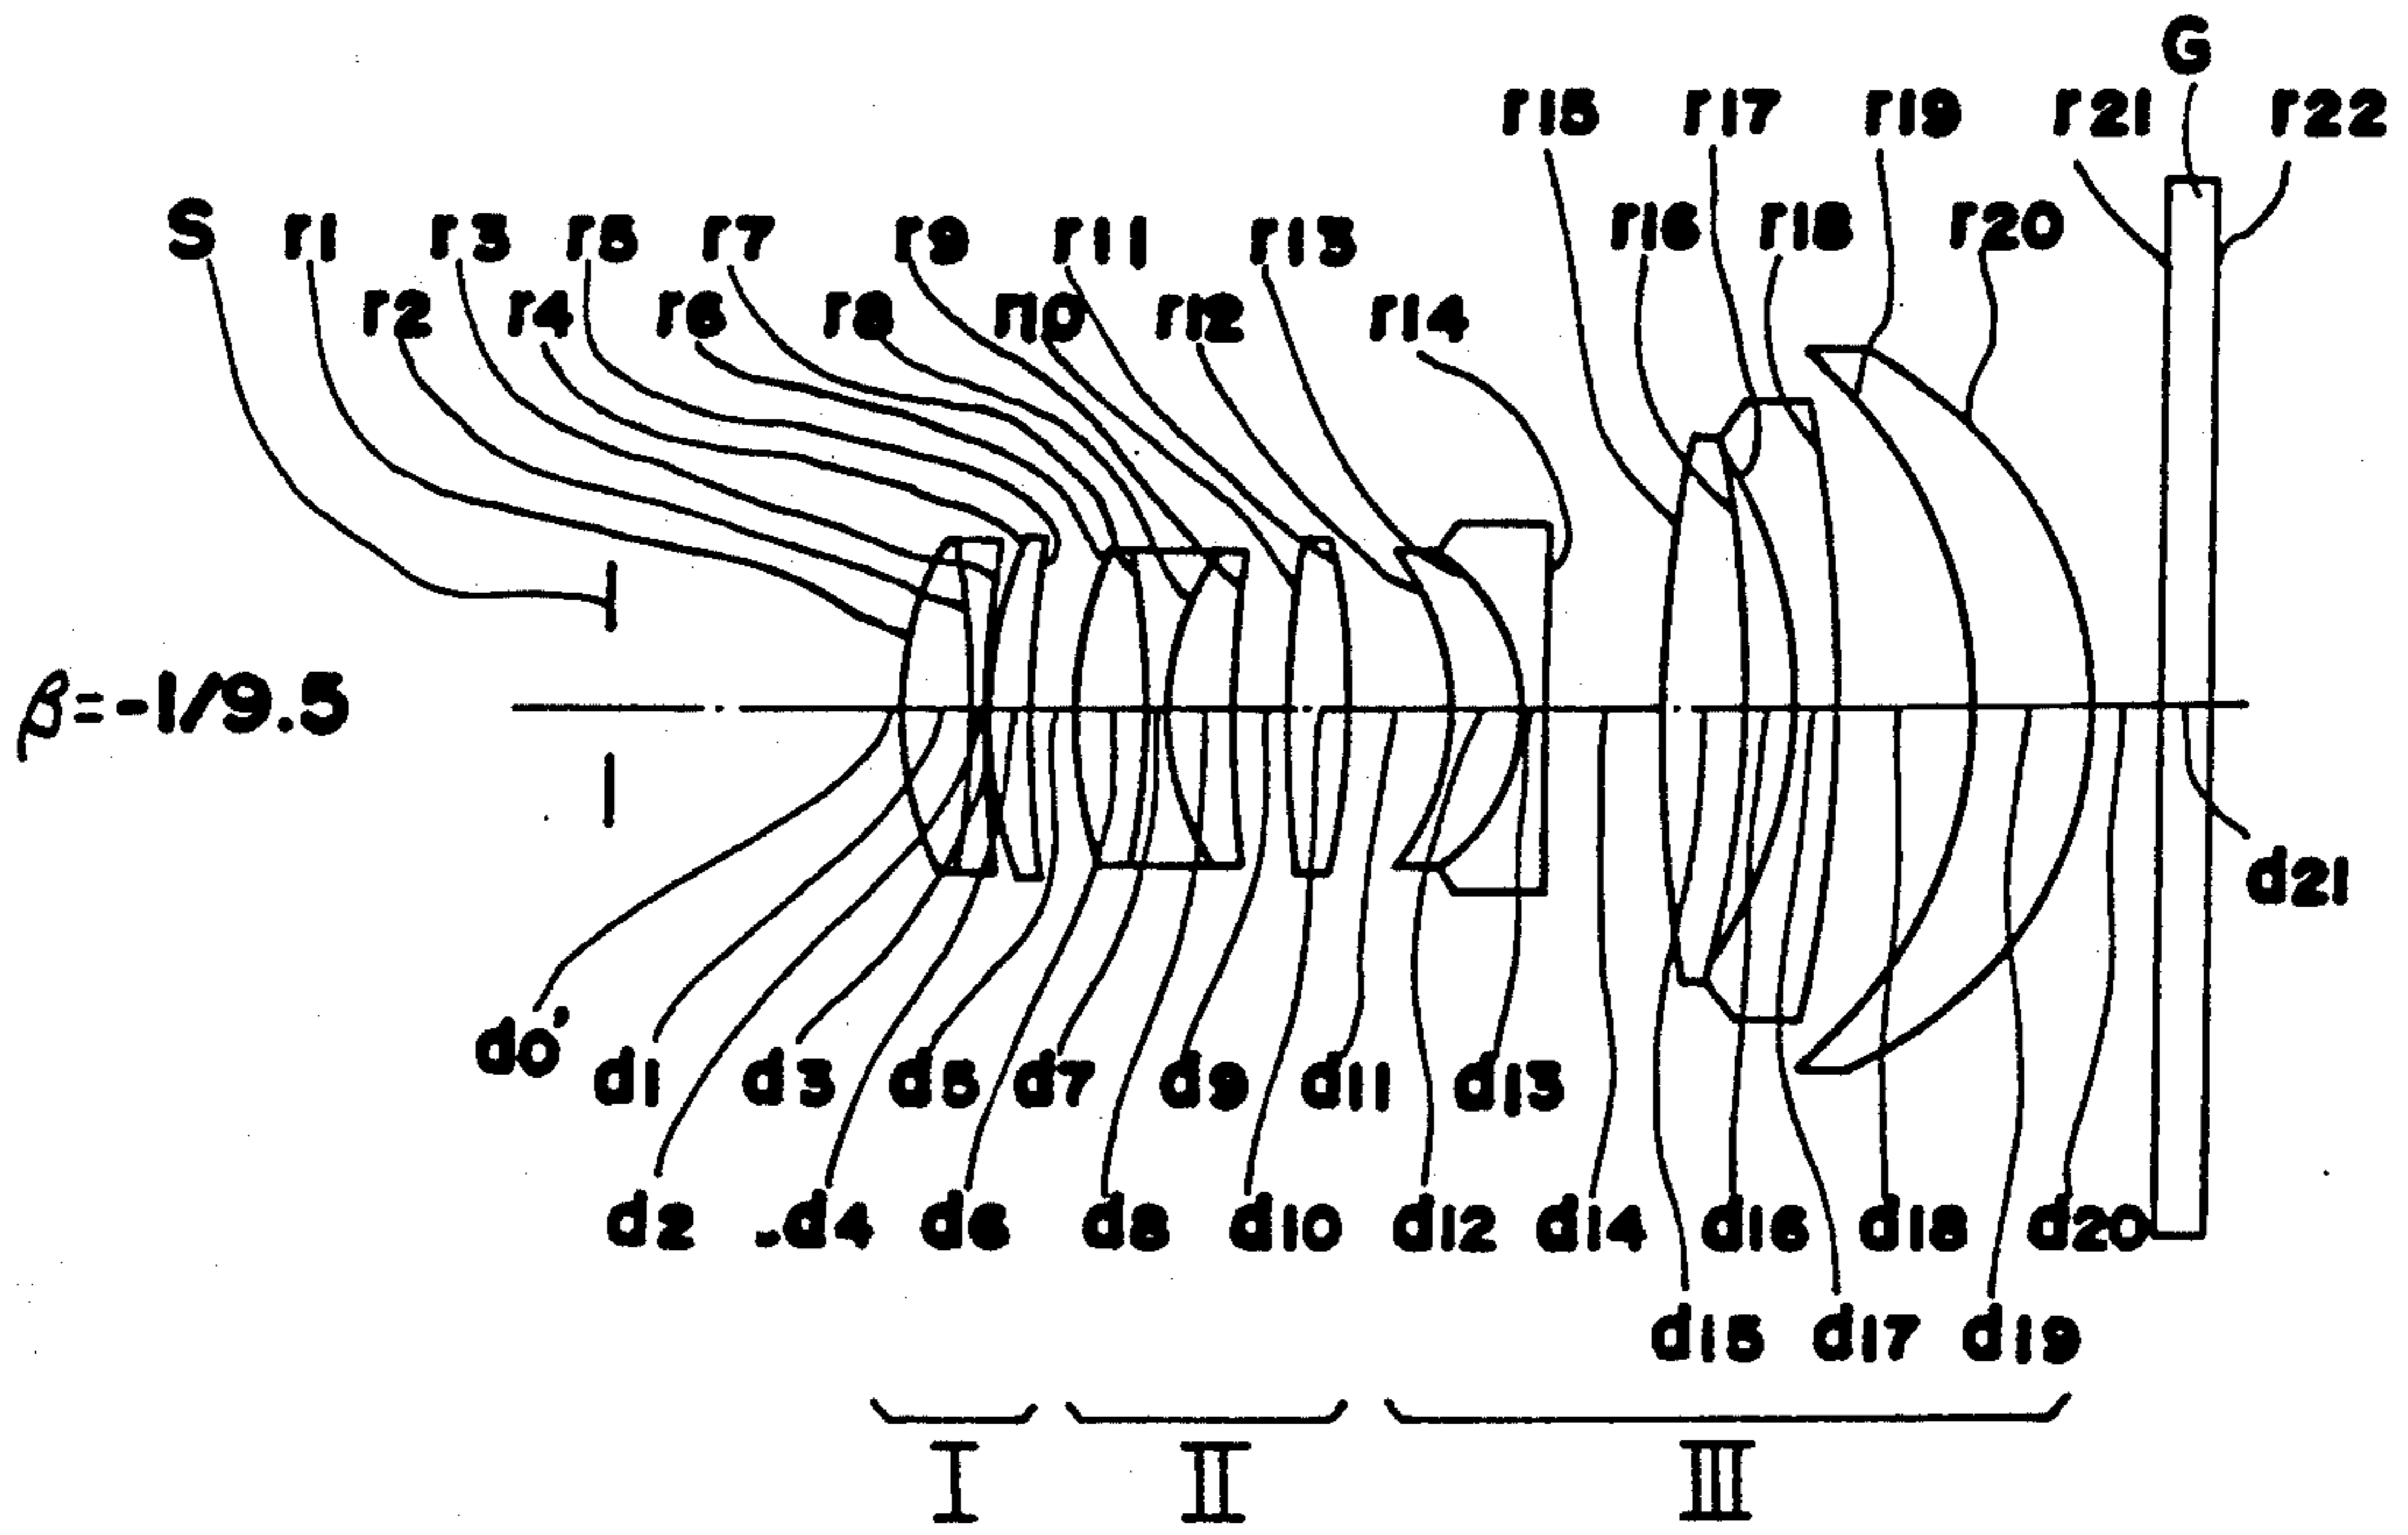 G
r15 r17 r19 r21 r22
S r1 r3 r5 r7 r9 r11 r13 r16 r18 r20
r2 r4 r6 r8 r10 r12 r14
β=-1/9.5
d21
d0' d1 d3 d5 d7 d9 d11 d13
d2 d4 d6 d8 d10 d12 d14 d16 d18 d20
d15 d17 d19
I II III